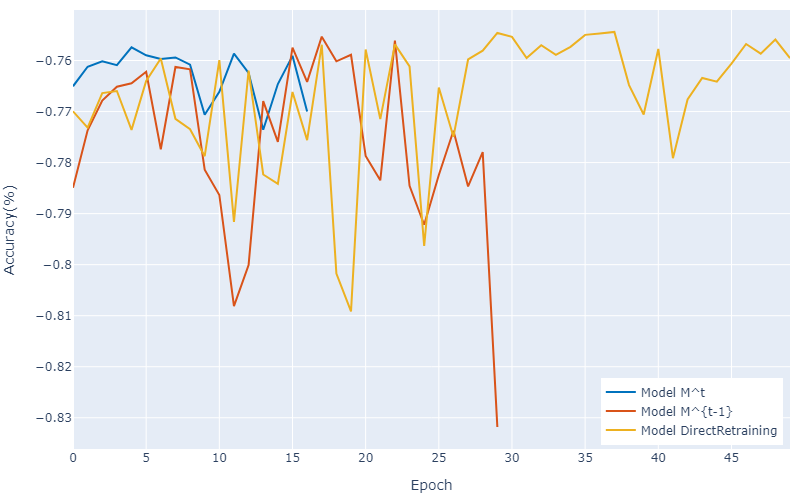 −0.76
−0.77
−0.78
−0.79
−0.8
−0.81
−0.82
−0.83
Accuracy(%)
0 5 10 15 20 25 30 35 40 45
Epoch
Model M^t
Model M^{t-1}
Model DirectRetraining